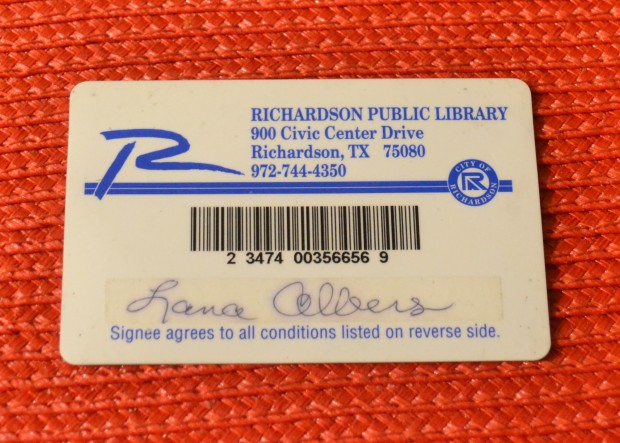 RICHARDSON PUBLIC LIBRARY
900 Civic Center Drive
Richardson, TX 75080
972-744-4350
CITY OF
RICHARDSON
2 3474 00356656 9
Lana Albers
Signee agrees to all conditions listed on reverse side.